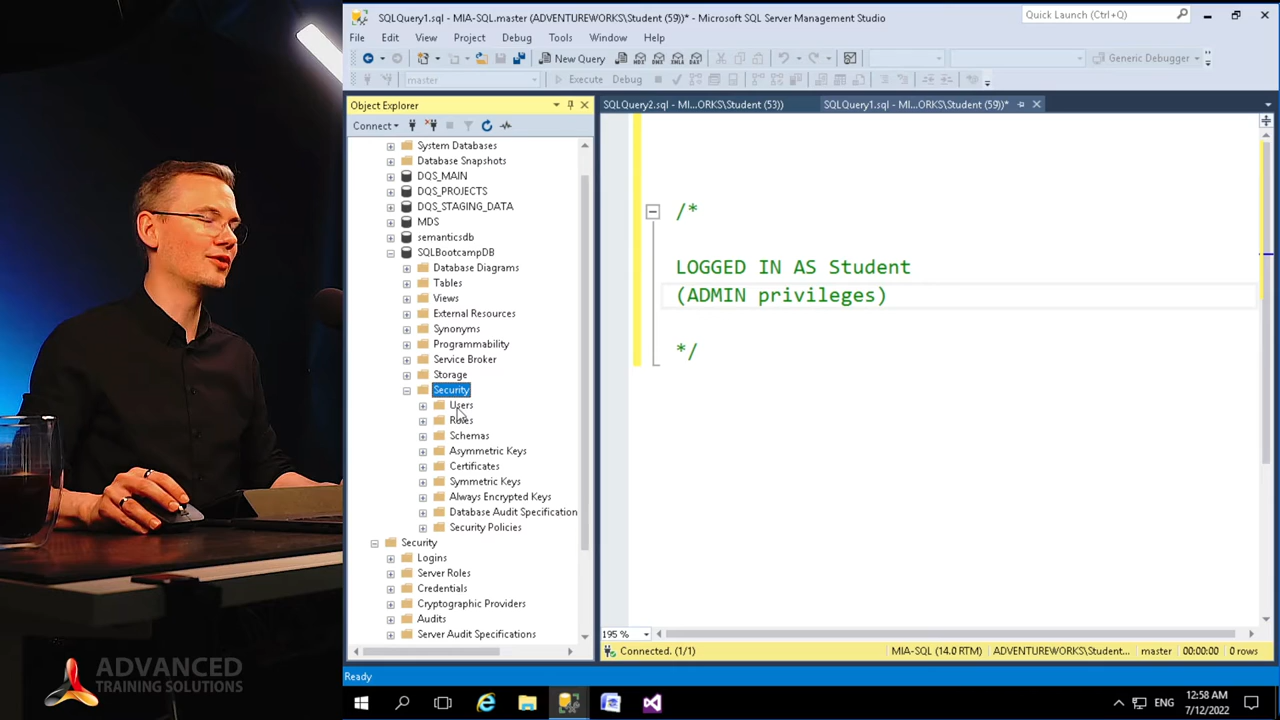 SQLQuery1.sql - MIA-SQL.master (ADVENTUREWORKS\Student (59))* - Microsoft SQL Server Management Studio
Quick Launch (Ctrl+Q)
File Edit View Project Debug Tools Window Help
New Query
Generic Debugger
master
Execute Debug
Object Explorer
SQLQuery2.sql - MI...ORKS\Student (53))
SQLQuery1.sql - MI...ORKS\Student (59))*
Connect
System Databases
Database Snapshots
DQS_MAIN
DQS_PROJECTS
DQS_STAGING_DATA
MDS
semanticsdb
SQLBootcampDB
Database Diagrams
Tables
Views
External Resources
Synonyms
Programmability
Service Broker
Storage
Security
Users
Roles
Schemas
Asymmetric Keys
Certificates
Symmetric Keys
Always Encrypted Keys
Database Audit Specification
Security Policies
Security
Logins
Server Roles
Credentials
Cryptographic Providers
Audits
Server Audit Specifications
/*
LOGGED IN AS Student
(ADMIN privileges)
*/
195 %
Connected. (1/1)
MIA-SQL (14.0 RTM)
ADVENTUREWORKS\Student...
master
00:00:00
0 rows
Ready
ENG
12:58 AM
7/12/2022
ADVANCED
TRAINING SOLUTIONS